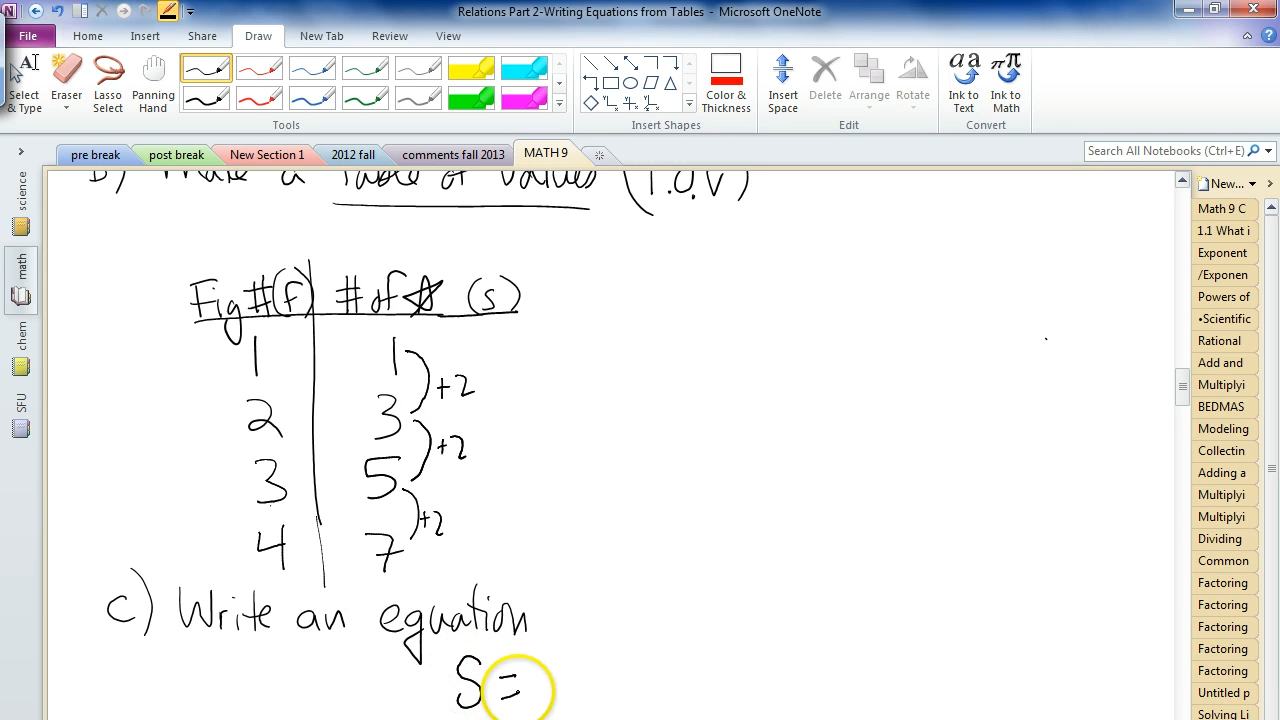 Relations Part 2-Writing Equations from Tables - Microsoft OneNote
File Home Insert Share Draw New Tab Review View
Select & Type
Eraser
Lasso Select
Panning Hand
Color & Thickness
Insert Space
Delete
Arrange
Rotate
Ink to Text
Ink to Math
Tools
Insert Shapes
Edit
Convert
pre break
post break
New Section 1
2012 fall
comments fall 2013
MATH 9
Search All Notebooks (Ctrl+E)
science
math
chem
SFU
b) Make a Table of Values (T.O.V)
Fig #(f) # of ☆ (s)
1 1
+2
2 3
+2
3 5
+2
4 7
c) Write an equation
S =
New...
Math 9 C
1.1 What i
Exponent
/Exponen
Powers of
•Scientific
Rational
Add and
Multiplyi
BEDMAS
Modeling
Collectin
Adding a
Multiplyi
Multiplyi
Dividing
Common
Factoring
Factoring
Factoring
Factoring
Factoring
Untitled p
Solving Li